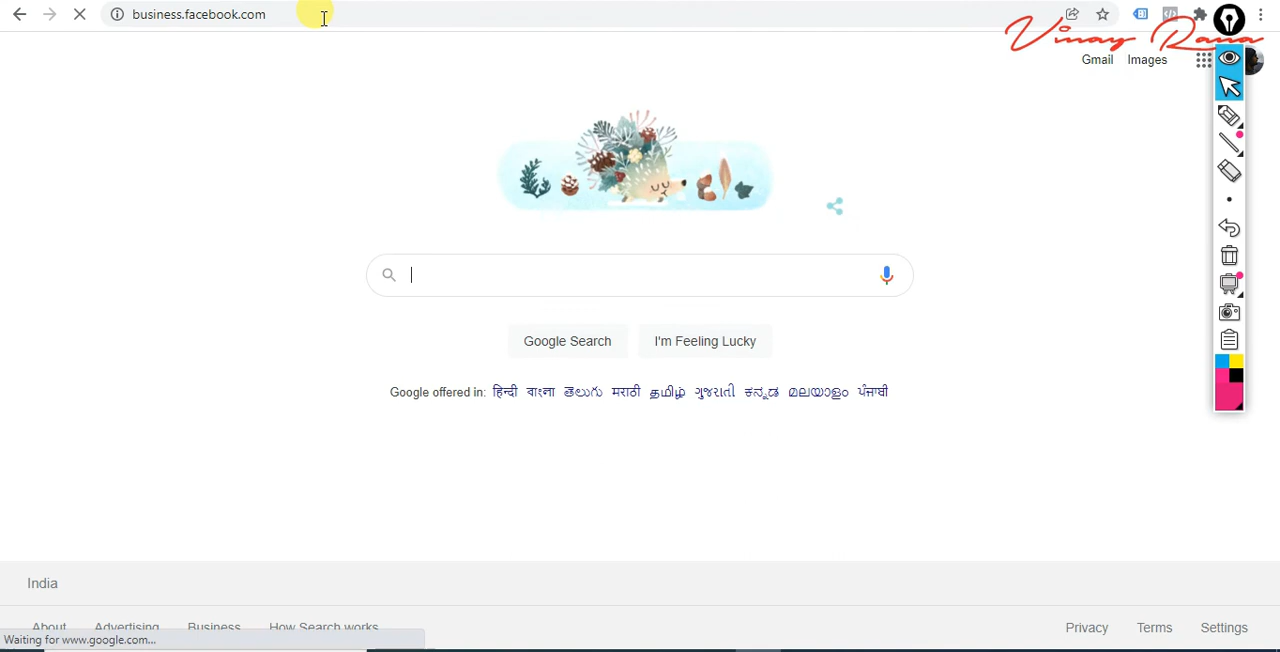 business.facebook.com
Vinay Rana
Gmail Images
Google Search I'm Feeling Lucky
Google offered in: हिन्दी বাংলা తెలుగు मराठी தமிழ் ગુજરાતી ಕನ್ನಡ മലയാളം ਪੰਜਾਬੀ
India
About Advertising Business How Search works Privacy Terms Settings
Waiting for www.google.com...